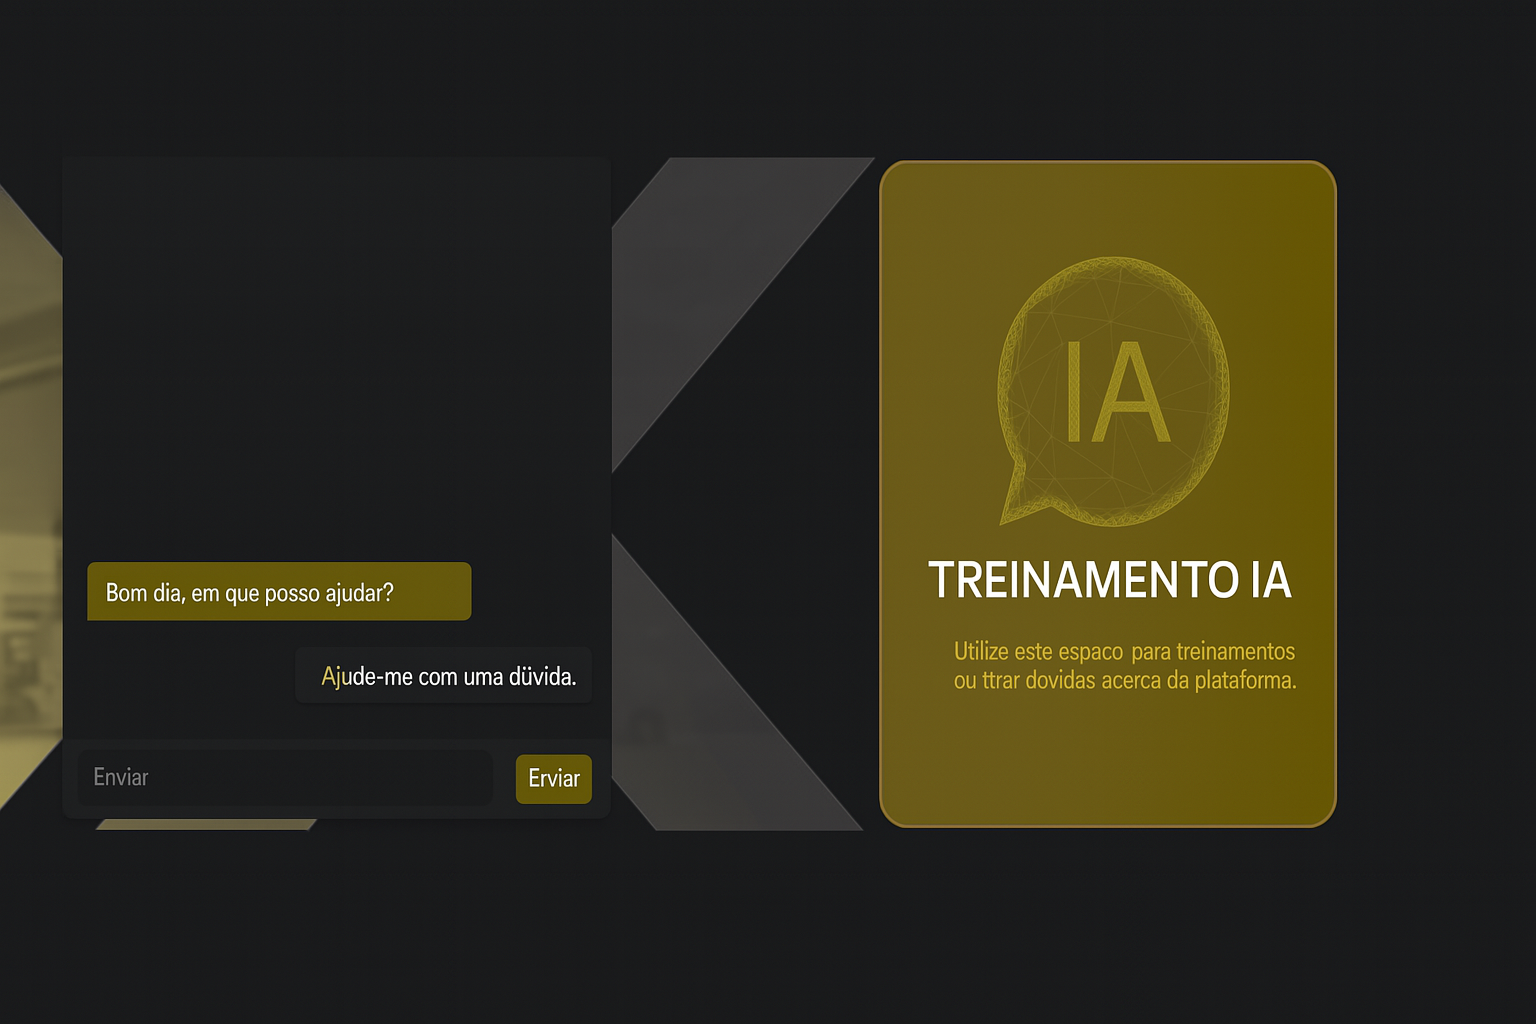 Bom dia, em que posso ajudar?
Ajude-me com uma düvida.
Enviar
Erviar
IA
TREINAMENTO IA
Utilize este espaco para treinamentos
ou ttrar dovidas acerca da plataforma.